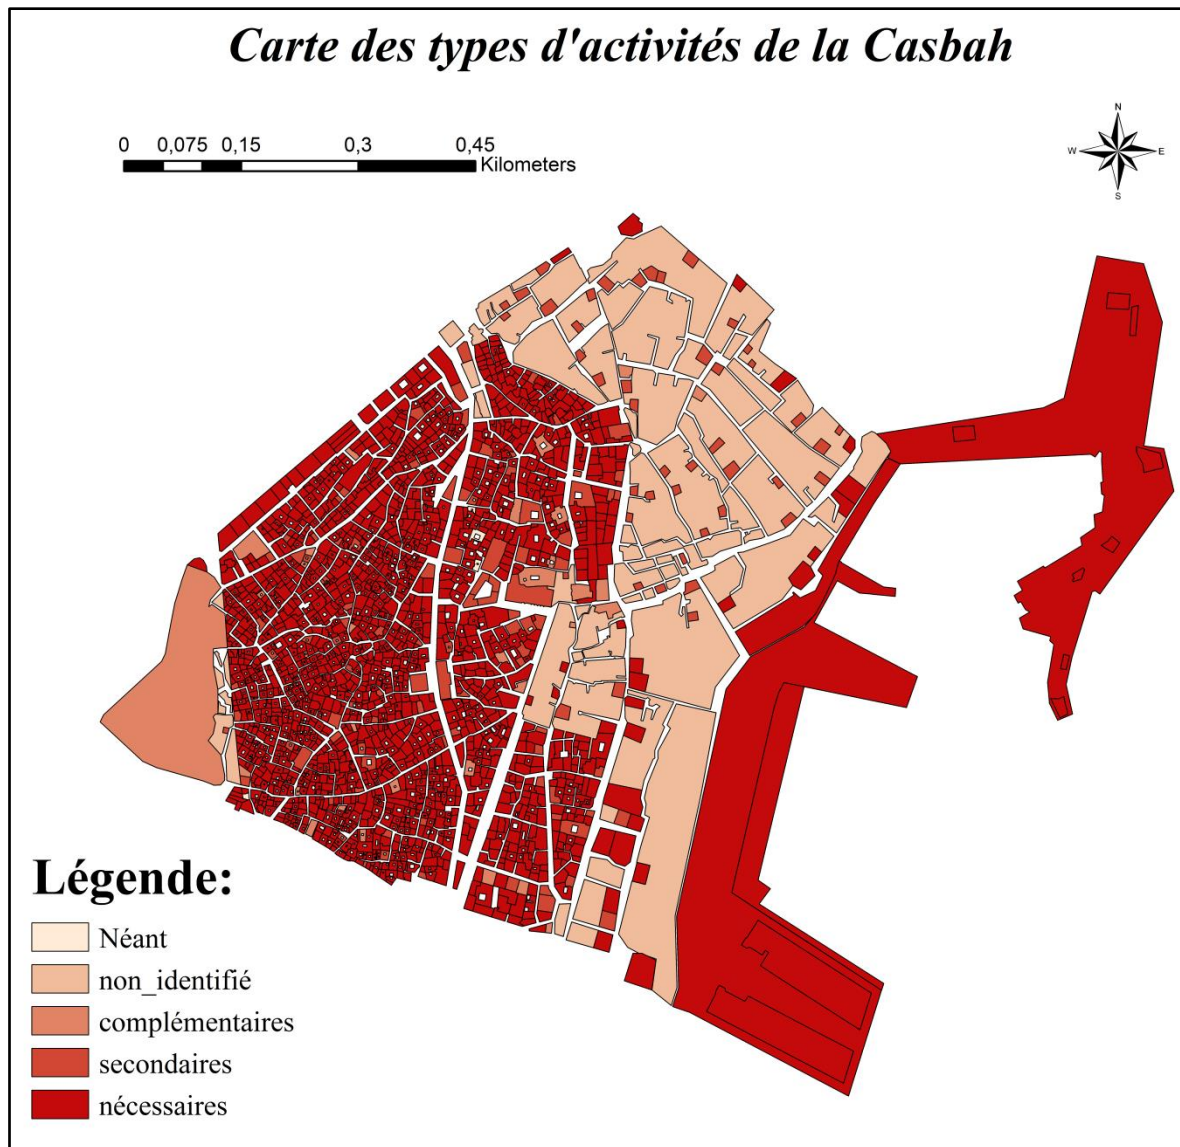 Carte des types d'activités de la Casbah
0 0,075 0,15 0,3 0,45
Kilometers
N
W E
S
Légende:
Néant
non_identifié
complémentaires
secondaires
nécessaires